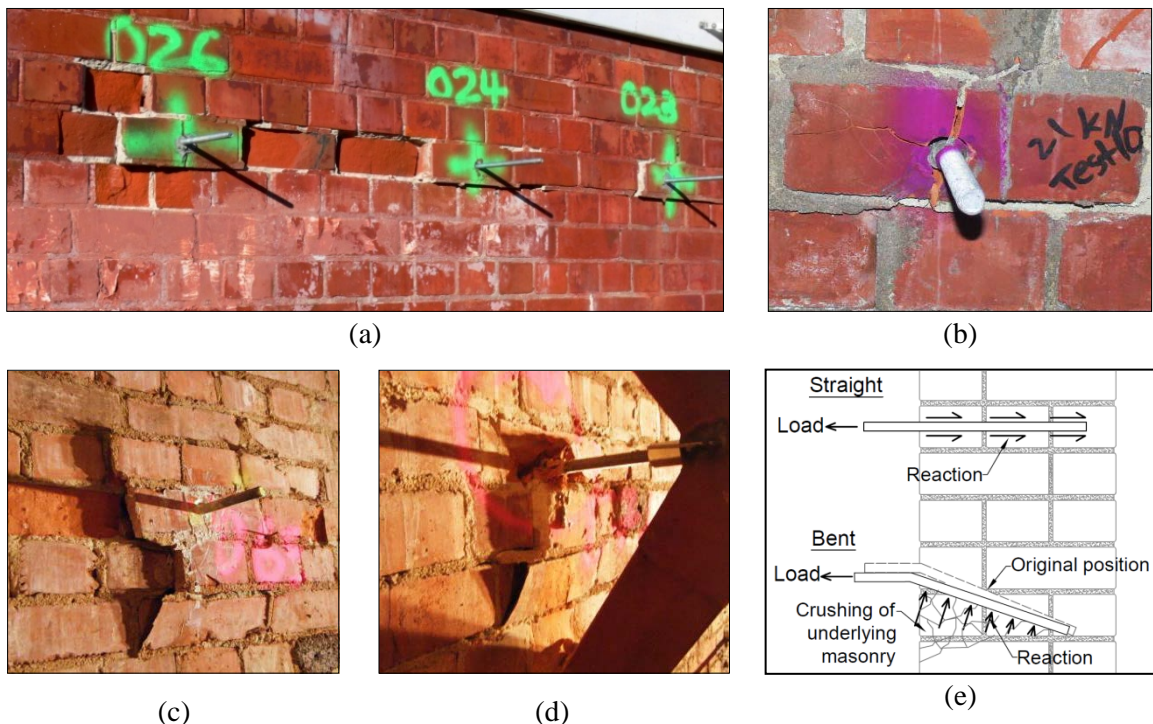 026
024
023
(a)
21 kN
Test 10
(b)
(c)
(d)
Straight
Load
Reaction
Bent
Original position
Load
Crushing of
underlying
masonry
Reaction
(e)